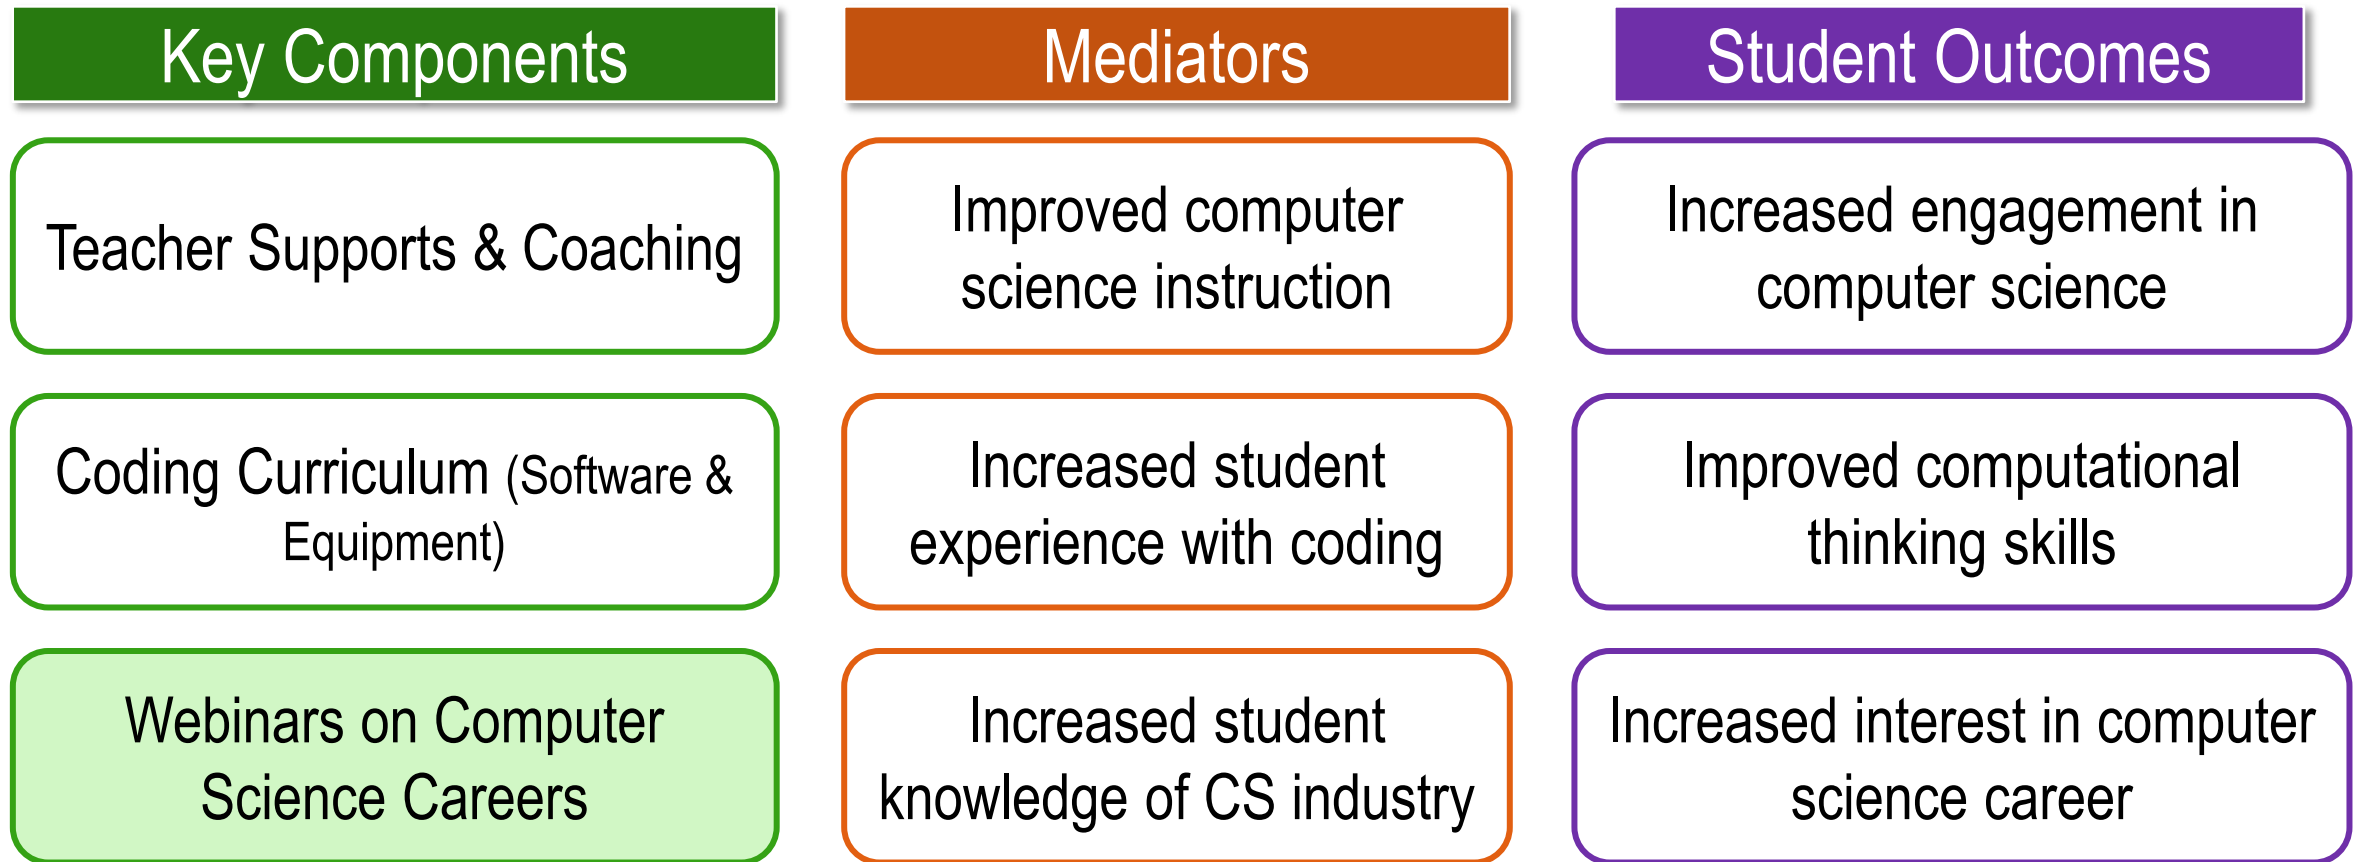 Key Components
Mediators
Student Outcomes
Teacher Supports & Coaching
Improved computer
science instruction
Increased engagement in
computer science
Coding Curriculum (Software &
Equipment)
Increased student
experience with coding
Improved computational
thinking skills
Webinars on Computer
Science Careers
Increased student
knowledge of CS industry
Increased interest in computer
science career